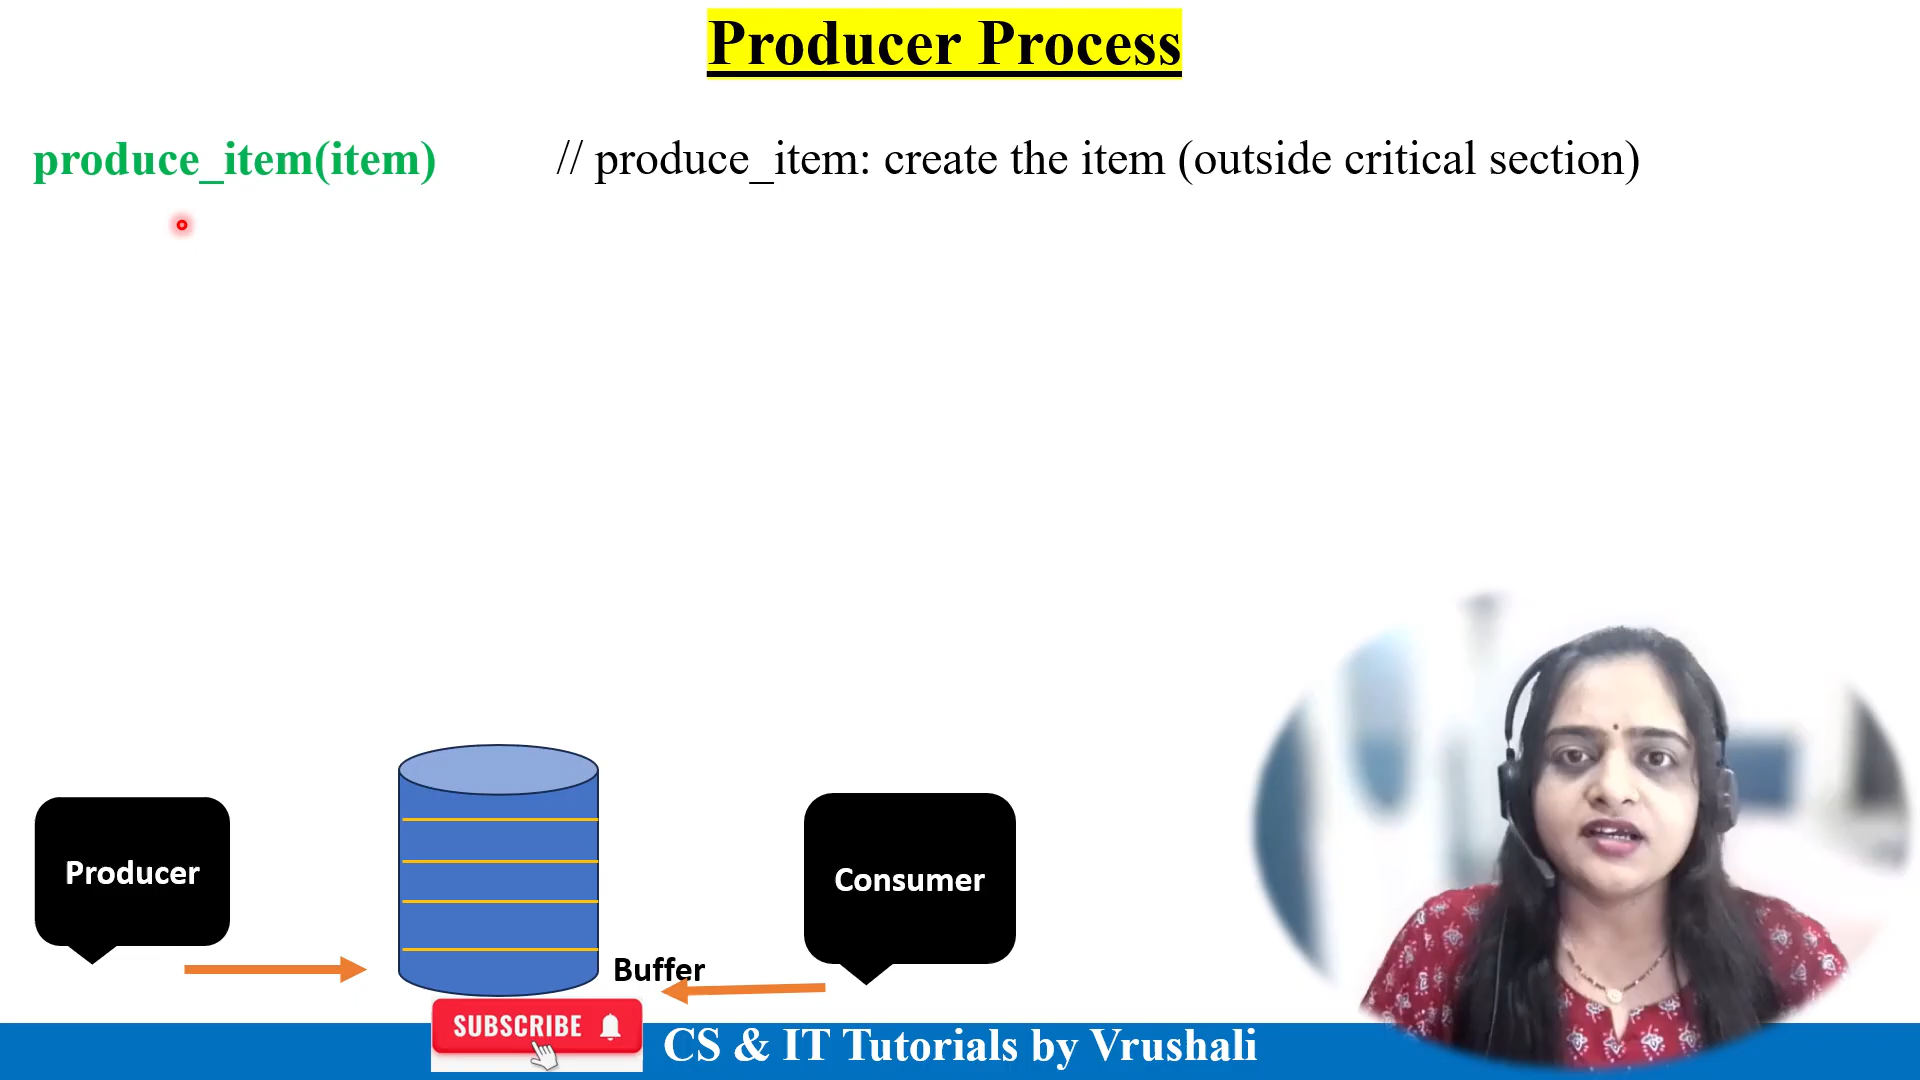 Producer Process
produce_item(item) // produce_item: create the item (outside critical section)
Producer
Consumer
Buffer
SUBSCRIBE
CS & IT Tutorials by Vrushali